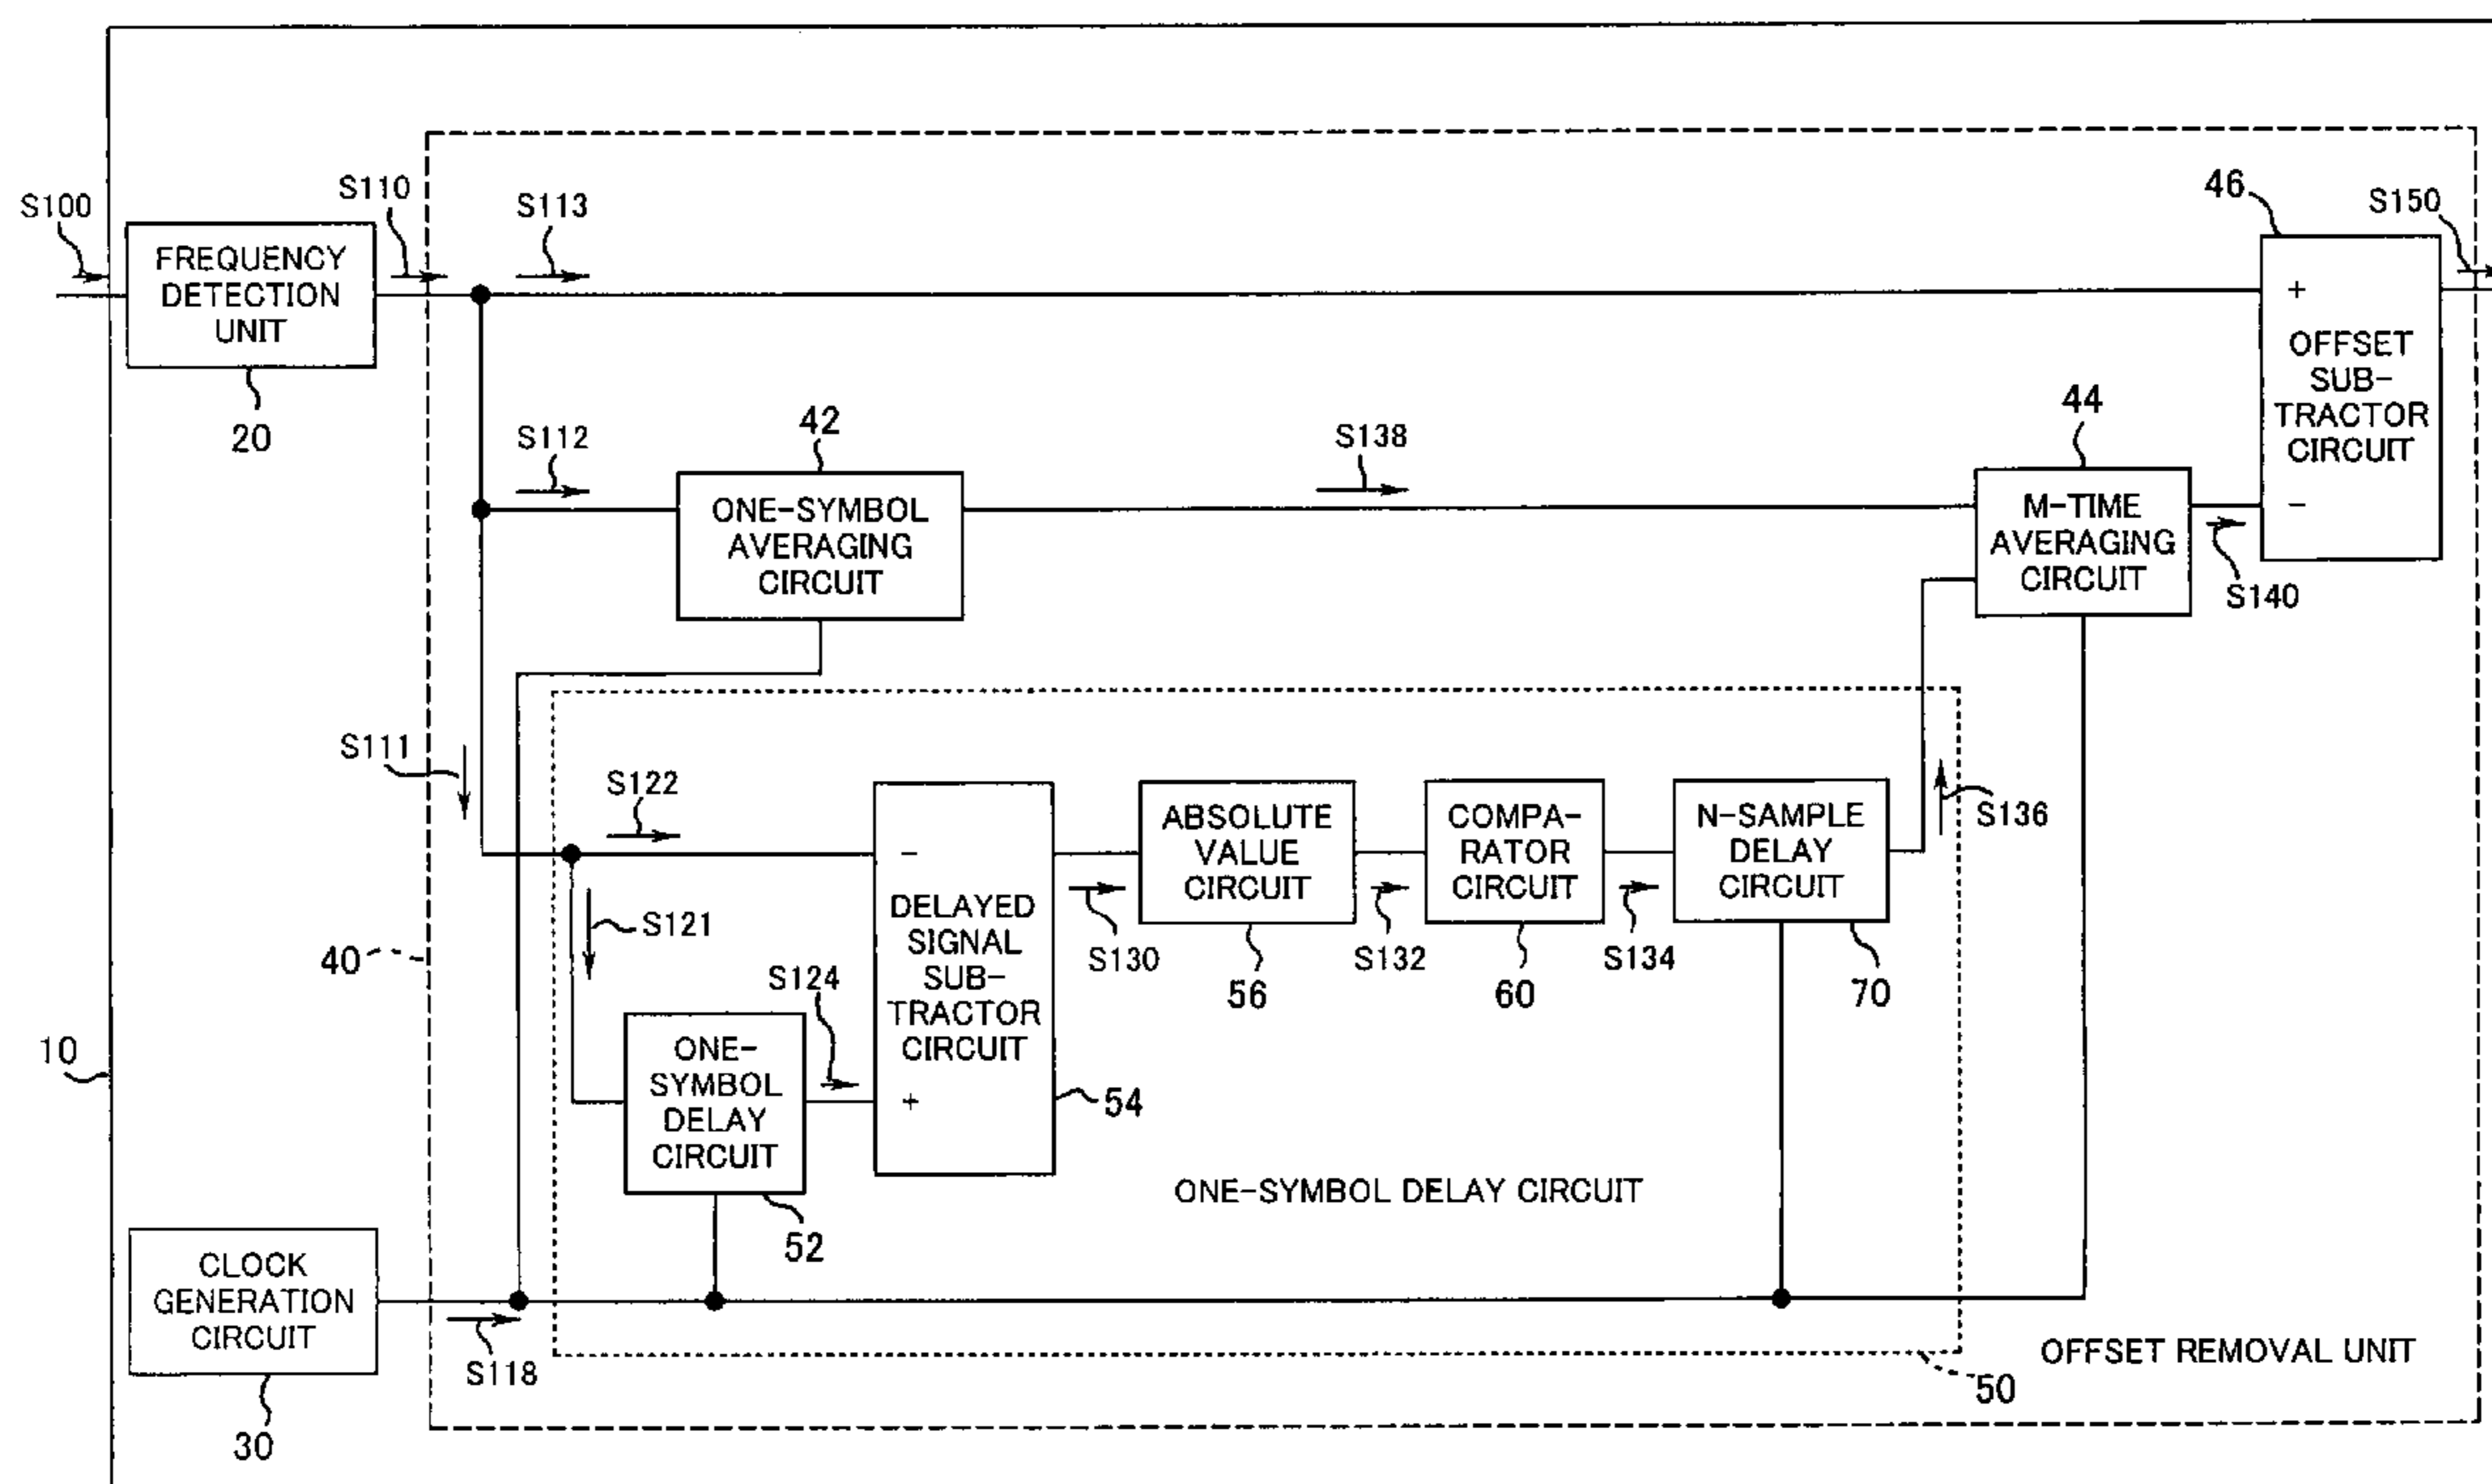 S100
S110
S113
46
S150
FREQUENCY
DETECTION
UNIT
20
+
OFFSET
SUB-
TRACTOR
CIRCUIT
−
S112
42
S138
44
ONE-SYMBOL
AVERAGING
CIRCUIT
M-TIME
AVERAGING
CIRCUIT
S140
S111
S122
S121
−
DELAYED
SIGNAL
SUB-
TRACTOR
CIRCUIT
+
54
S130
ABSOLUTE
VALUE
CIRCUIT
56
S132
COMPA-
RATOR
CIRCUIT
60
S134
N-SAMPLE
DELAY
CIRCUIT
70
S136
40
S124
10
ONE-
SYMBOL
DELAY
CIRCUIT
52
ONE-SYMBOL DELAY CIRCUIT
CLOCK
GENERATION
CIRCUIT
30
S118
50
OFFSET REMOVAL UNIT